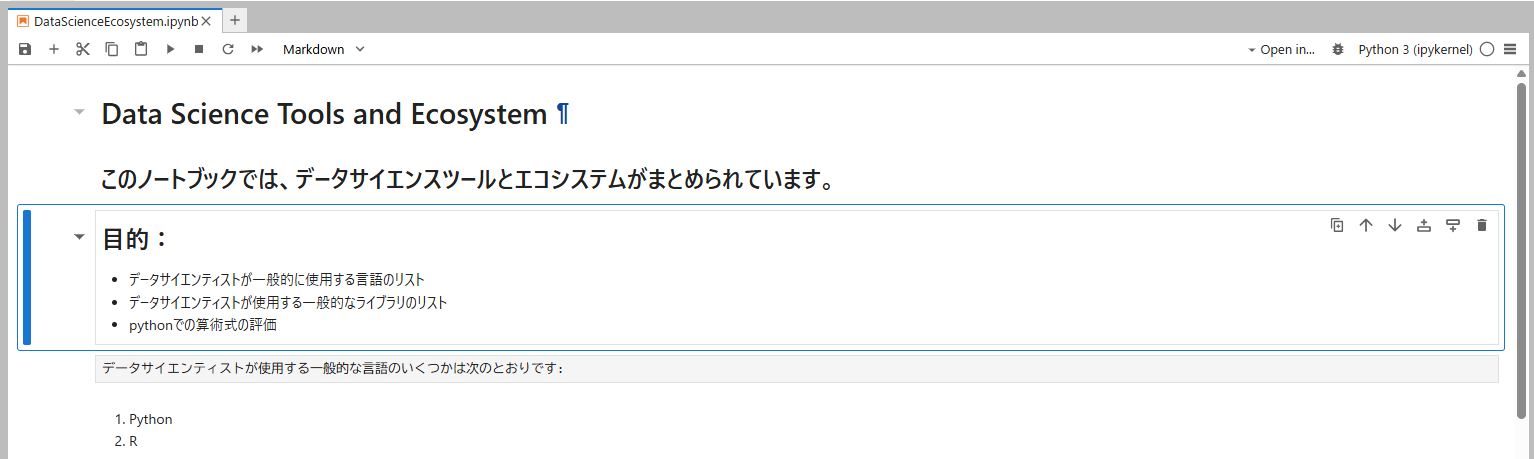 DataScienceEcosystem.ipynb
Markdown
Open in...
Python 3 (ipykernel)
Data Science Tools and Ecosystem ¶
このノートブックでは、データサイエンスツールとエコシステムがまとめられています。
目的：
• データサイエンティストが一般的に使用する言語のリスト
• データサイエンティストが使用する一般的なライブラリのリスト
• pythonでの算術式の評価
データサイエンティストが使用する一般的な言語のいくつかは次のとおりです:
1. Python
2. R